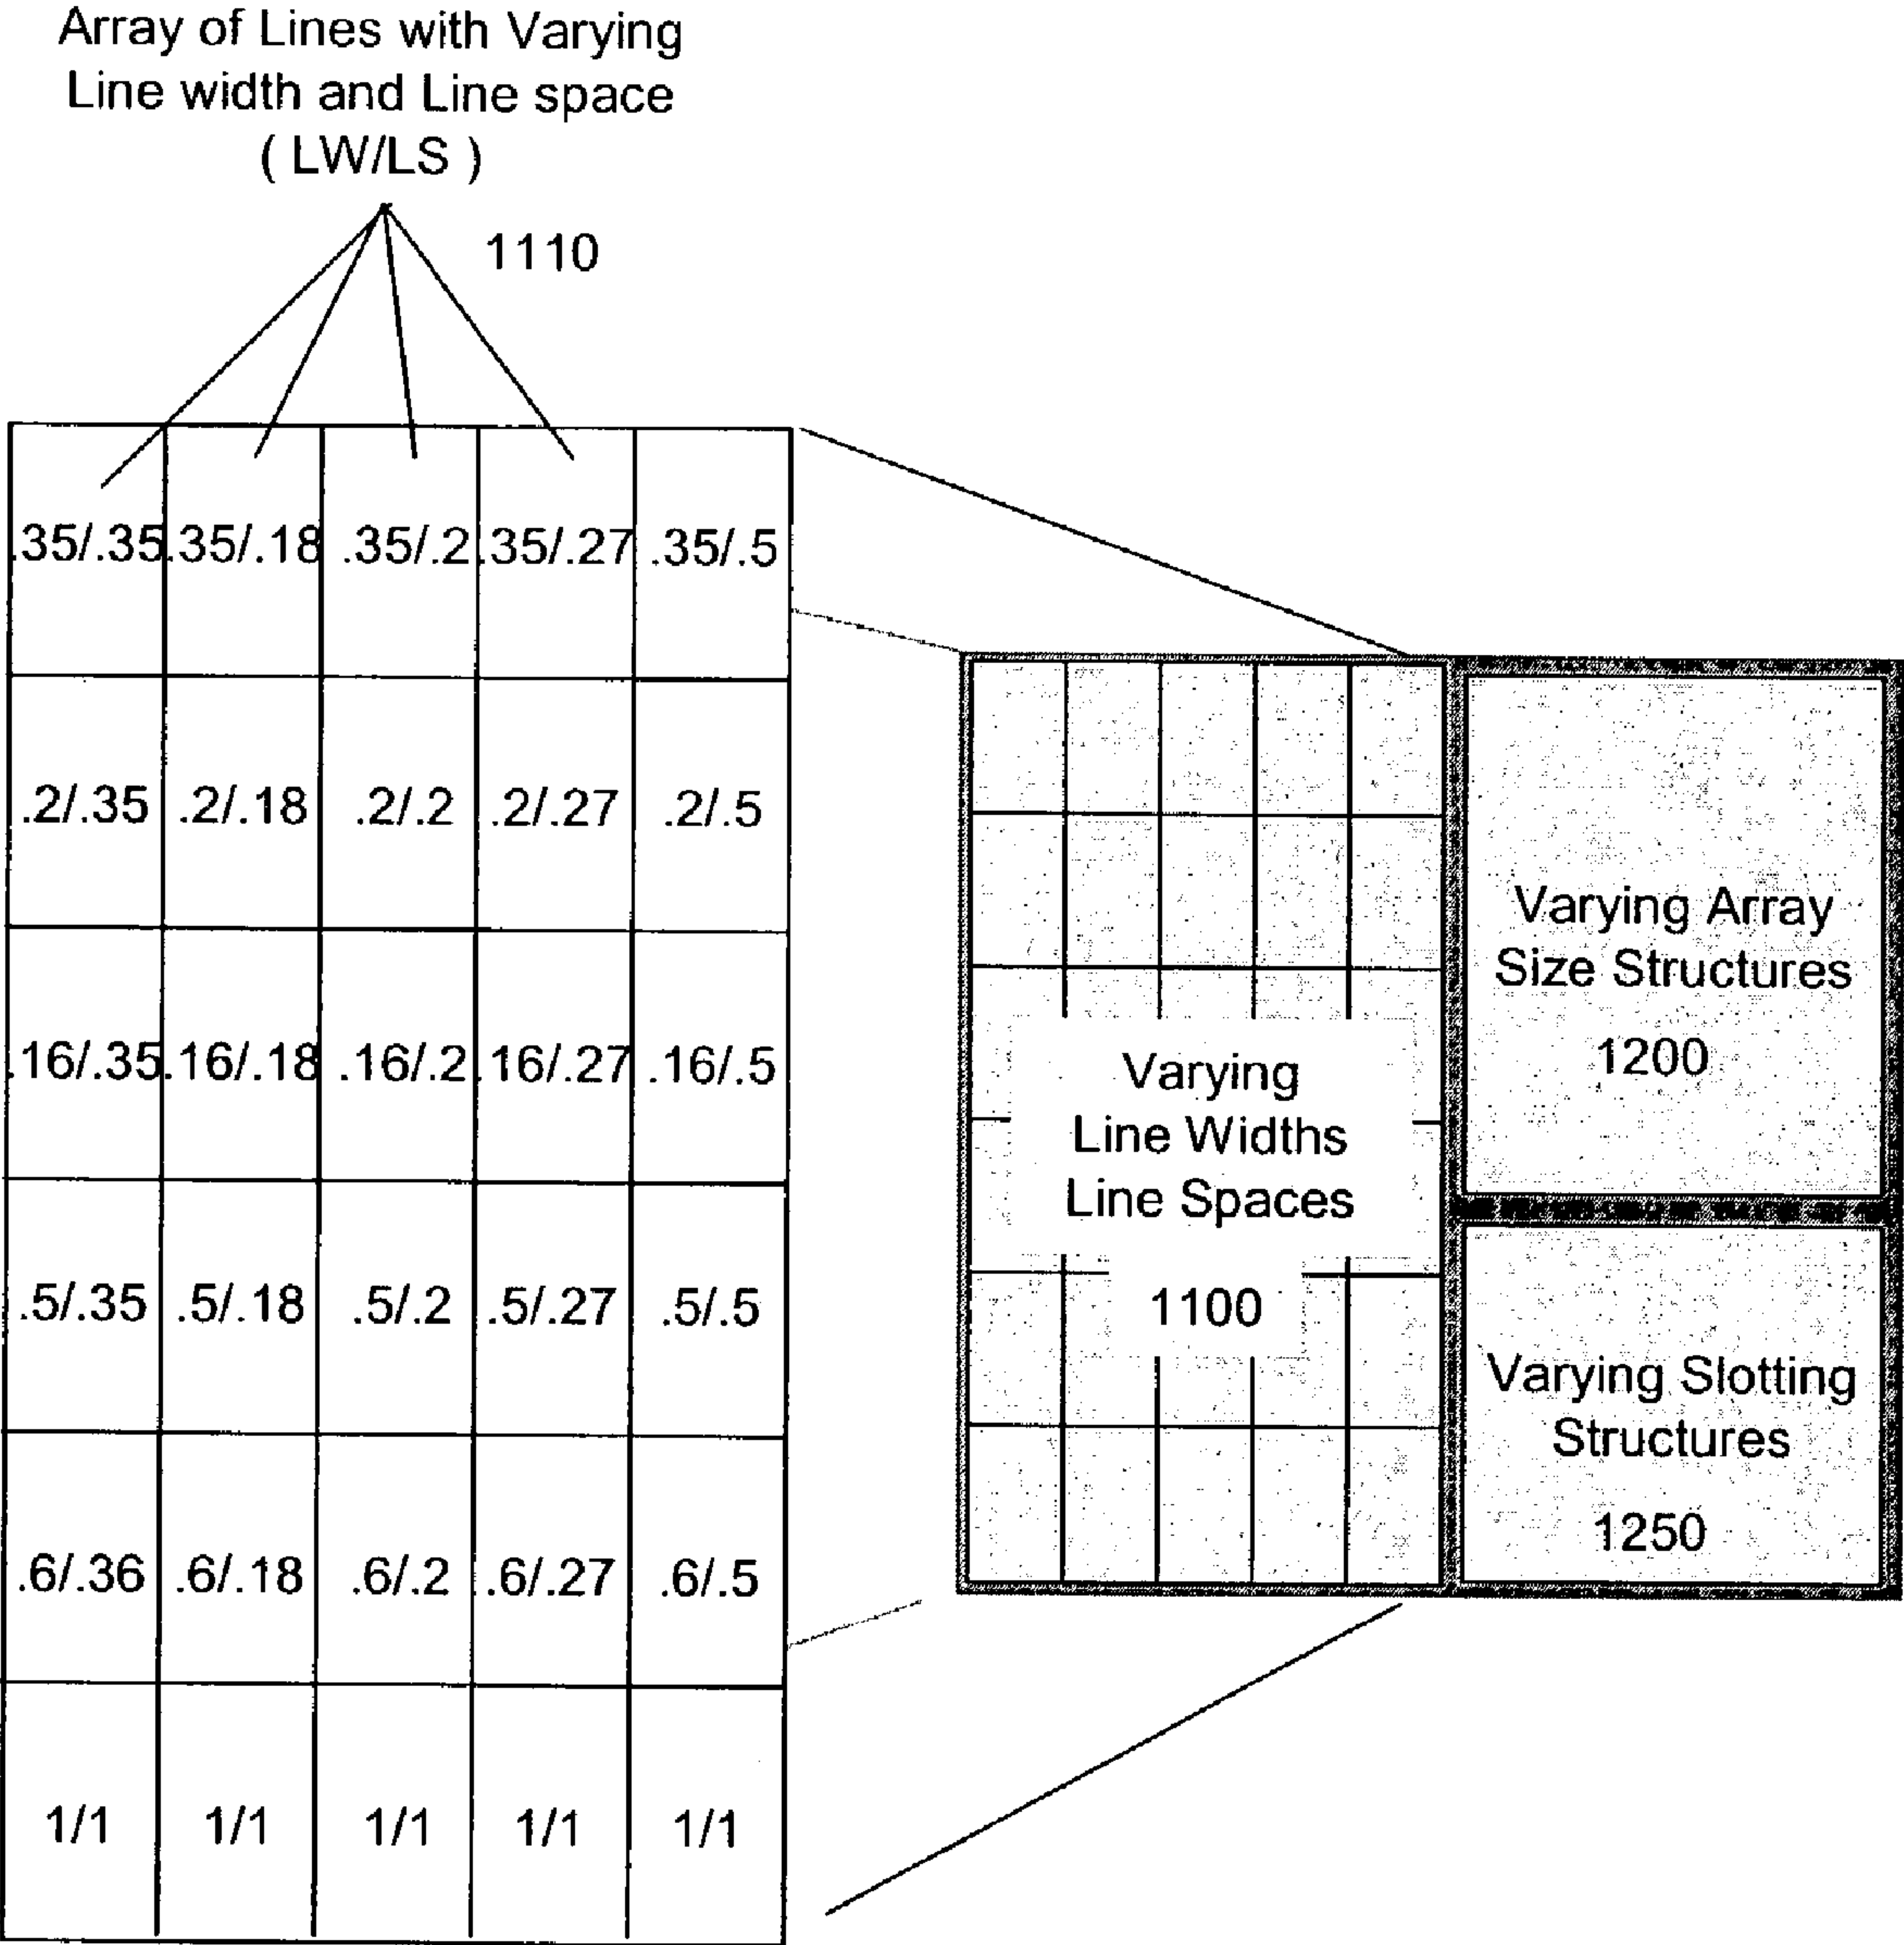 Array of Lines with Varying
Line width and Line space
( LW/LS )
1110
.35/.35 .35/.18 .35/.2 .35/.27 .35/.5
.2/.35 .2/.18 .2/.2 .2/.27 .2/.5
.16/.35 .16/.18 .16/.2 .16/.27 .16/.5
.5/.35 .5/.18 .5/.2 .5/.27 .5/.5
.6/.36 .6/.18 .6/.2 .6/.27 .6/.5
1/1 1/1 1/1 1/1 1/1
Varying
Line Widths
Line Spaces
1100
Varying Array
Size Structures
1200
Varying Slotting
Structures
1250